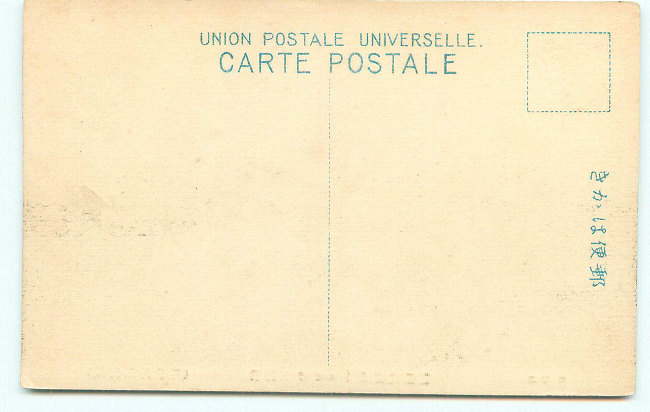 UNION POSTALE UNIVERSELLE.
CARTE POSTALE
きかは便郵